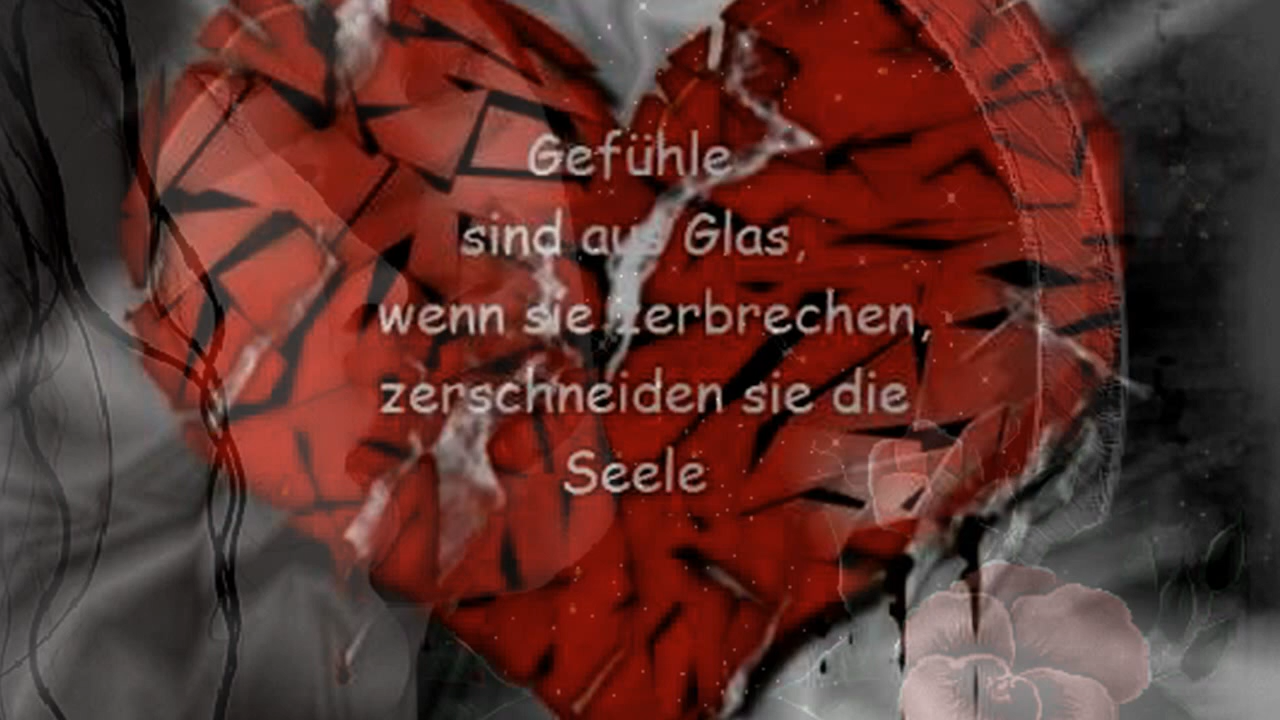 Gefühle
sind aus Glas,
wenn sie zerbrechen,
zerschneiden sie die
Seele